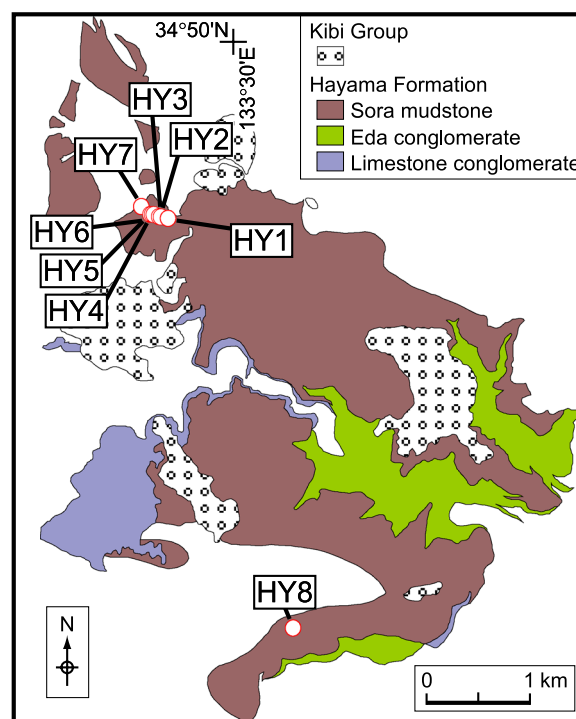 34°50'N
133°30'E
Kibi Group
Hayama Formation
Sora mudstone
Eda conglomerate
Limestone conglomerate
HY3
HY2
HY7
HY6
HY1
HY5
HY4
HY8
N
0 1 km